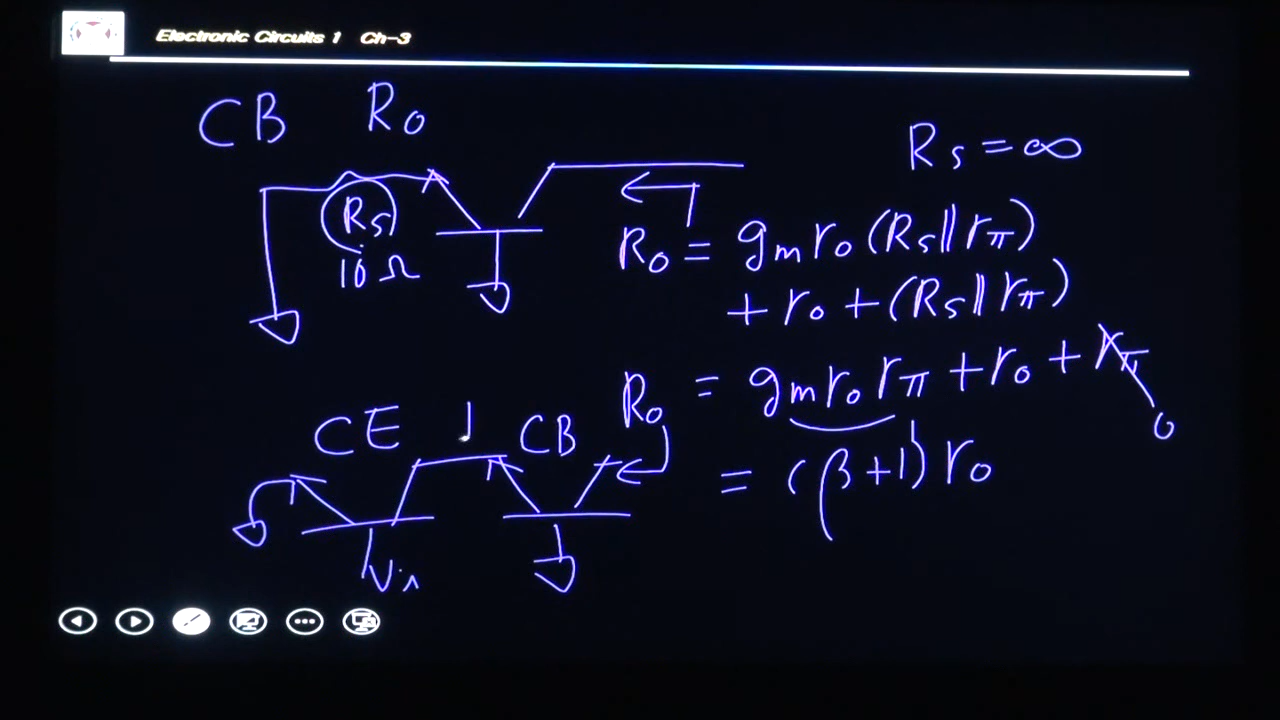 Electronic Circuits 1 Ch-3
CB Ro
Rs = ∞
Rs
10 Ω
Ro = gm ro (Rs || rπ)
+ ro + (Rs || rπ)
Ro = gm ro rπ + ro + rπ
0
= (β+1) ro
CE CB
Vin